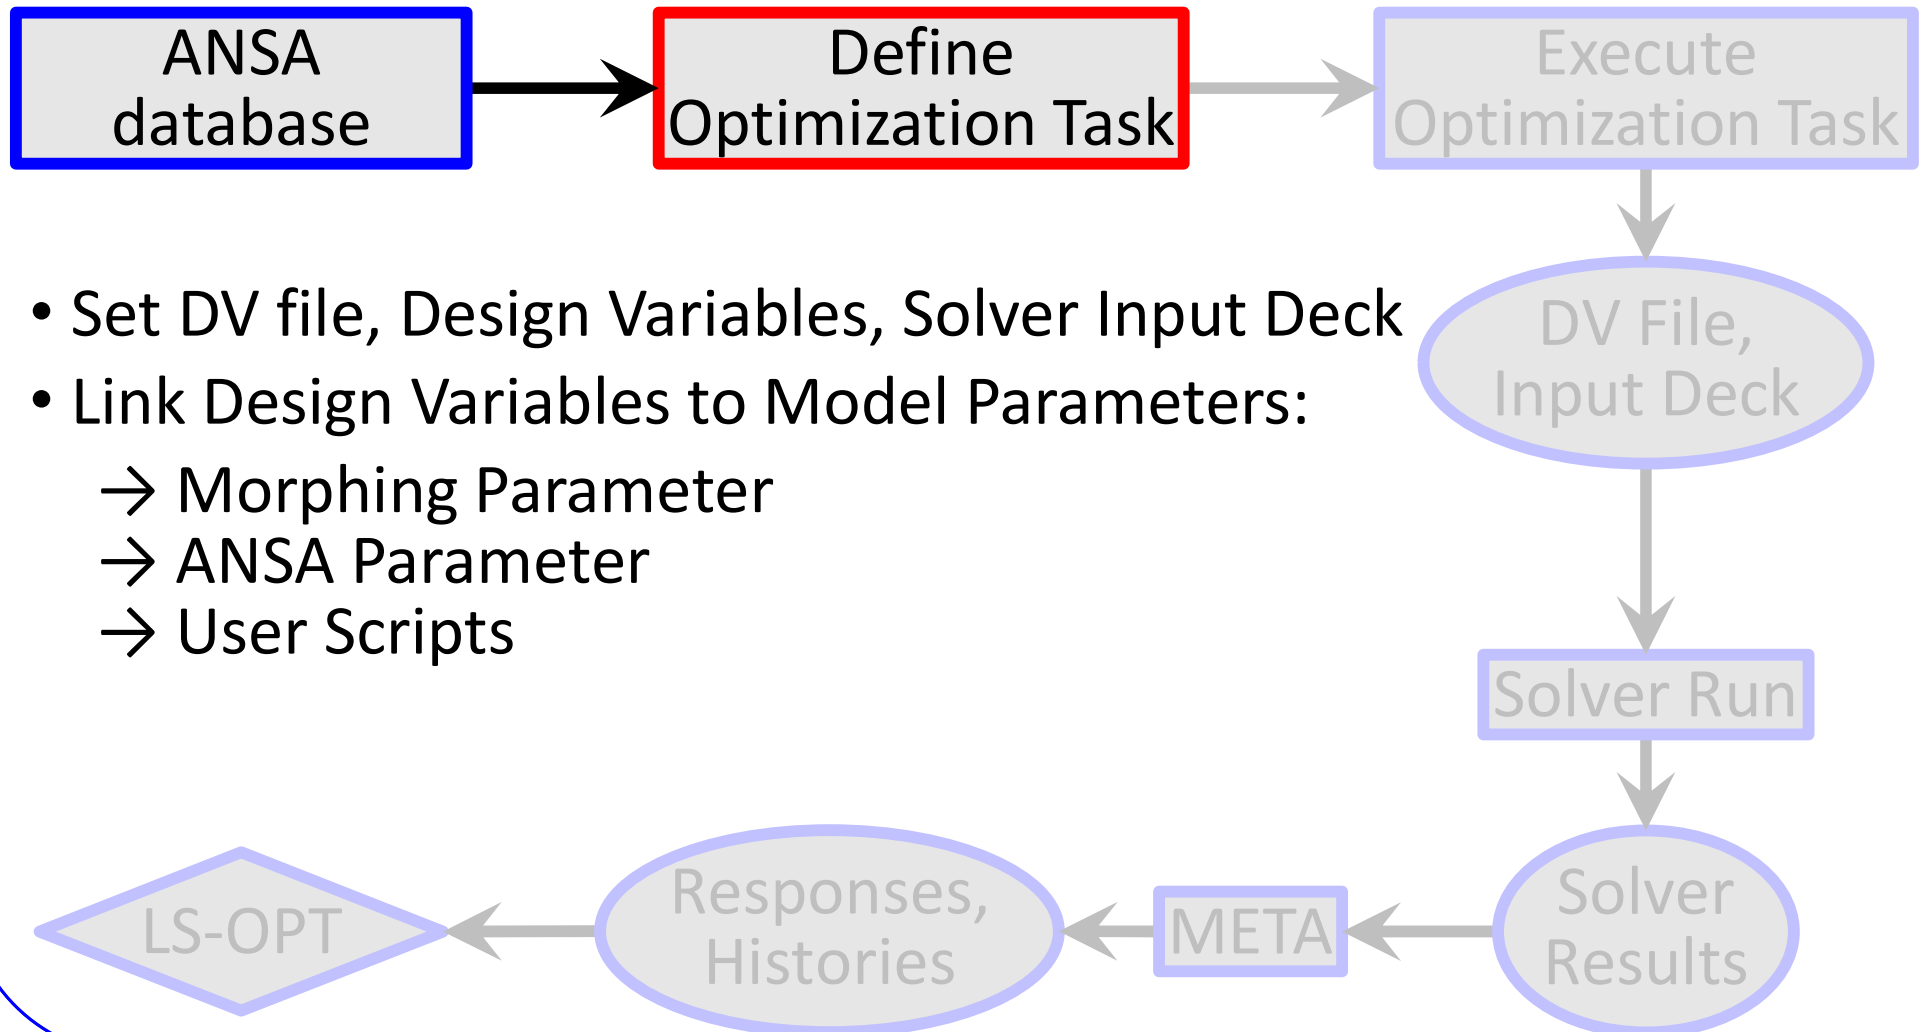 ANSA
database
Define
Optimization Task
Execute
Optimization Task
• Set DV file, Design Variables, Solver Input Deck
• Link Design Variables to Model Parameters:
→ Morphing Parameter
→ ANSA Parameter
→ User Scripts
DV File,
Input Deck
Solver Run
Solver
Results
META
Responses,
Histories
LS-OPT